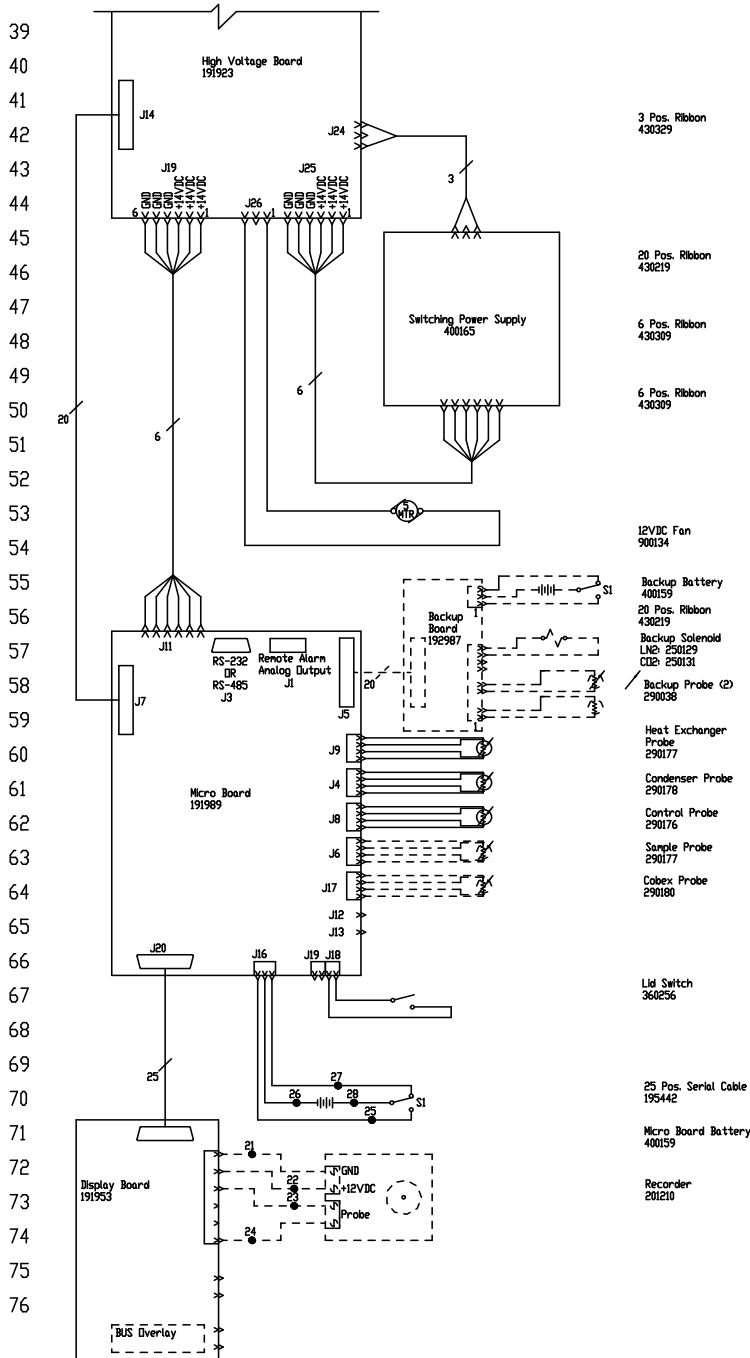 39
40
High Voltage Board
191923
41
J14
3 Pos. Ribbon
430329
42
J24
43
J19
J25
3
44
6
GND
GND
GND
+14VDC
+14VDC
+14VDC
1
J26
1
GND
GND
GND
+14VDC
+14VDC
+14VDC
1
45
20 Pos. Ribbon
430219
46
47
Switching Power Supply
400165
6 Pos. Ribbon
430309
48
49
6
6 Pos. Ribbon
430309
50
20
6
51
52
53
5
MTR
12VDC Fan
900134
54
55
S1
Backup Battery
400159
56
1
Backup
Board
192987
20 Pos. Ribbon
430219
57
J11
RS-232
OR
RS-485
J3
Remote Alarm
Analog Output
J1
Backup Solenoid
LN2: 250129
CO2: 250131
58
J7
J5
20
Backup Probe (2)
290038
59
1
Heat Exchanger
Probe
290177
60
J9
61
Micro Board
191989
J4
Condenser Probe
290178
62
J8
Control Probe
290176
63
J6
Sample Probe
290177
64
J17
Cobex Probe
290180
65
J12
J13
66
J20
J16
J19
J18
67
Lid Switch
360256
68
69
25
27
25 Pos. Serial Cable
195442
70
26
28
S1
71
25
Micro Board Battery
400159
72
21
GND
Display Board
191953
22
+12VDC
Recorder
201210
73
23
Probe
74
24
75
76
BUS Overlay